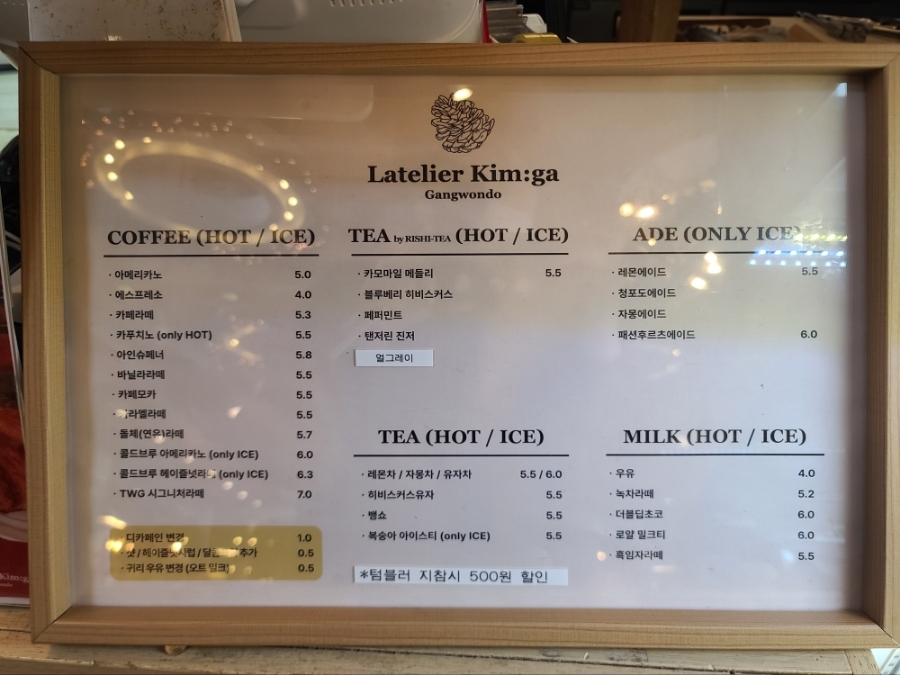 Latelier Kim:ga
Gangwondo
COFFEE (HOT / ICE)
· 아메리카노 5.0
· 에스프레소 4.0
· 카페라떼 5.3
· 카푸치노 (only HOT) 5.5
· 아인슈페너 5.8
· 바닐라라떼 5.5
· 카페모카 5.5
5.5
· 돌체(연유)라떼 5.7
· 콜드브루 아메리카노 (only ICE) 6.0
· 콜드브루 (only ICE) 6.3
· TWG 시그니처라떼 7.0
디카페인 변경 1.0
추가 0.5
· 귀리 우유 변경 (오트 밀크) 0.5
TEA by RISHI-TEA (HOT / ICE)
· 카모마일 메들리 5.5
· 블루베리 히비스커스
· 페퍼민트
· 탠저린 진저
얼그레이
ADE (ONLY ICE)
· 레몬에이드 5.5
· 청포도에이드
· 자몽에이드
· 패션후르츠에이드 6.0
TEA (HOT / ICE)
· 레몬차 / 자몽차 / 유자차 5.5 / 6.0
· 히비스커스유자 5.5
· 뱅쇼 5.5
· 복숭아 아이스티 (only ICE) 5.5
*텀블러 지참시 500원 할인
MILK (HOT / ICE)
· 우유 4.0
· 녹차라떼 5.2
· 더블딥초코 6.0
· 로얄 밀크티 6.0
· 흑임자라떼 5.5